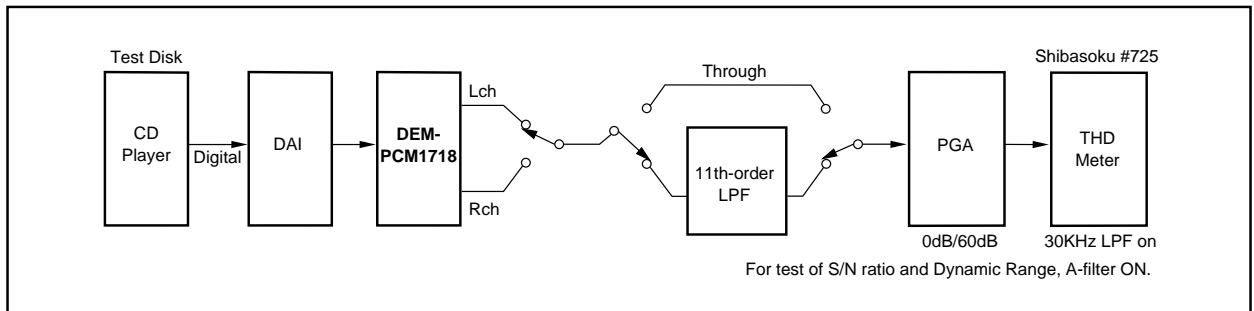 Test Disk
CD
Player
Digital
DAI
DEM-
PCM1718
Lch
Rch
Through
11th-order
LPF
PGA
0dB/60dB
Shibasoku #725
THD
Meter
30KHz LPF on
For test of S/N ratio and Dynamic Range, A-filter ON.